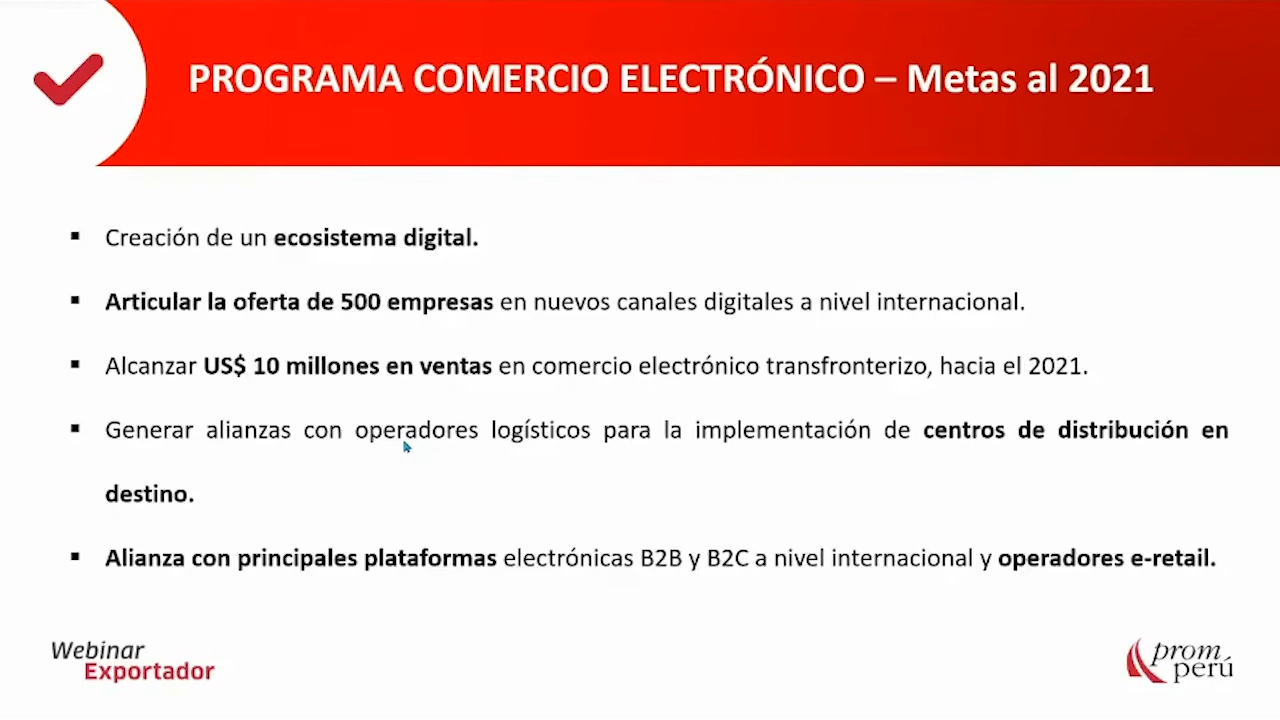 PROGRAMA COMERCIO ELECTRÓNICO – Metas al 2021
▪ Creación de un ecosistema digital.
▪ Articular la oferta de 500 empresas en nuevos canales digitales a nivel internacional.
▪ Alcanzar US$ 10 millones en ventas en comercio electrónico transfronterizo, hacia el 2021.
▪ Generar alianzas con operadores logísticos para la implementación de centros de distribución en
destino.
▪ Alianza con principales plataformas electrónicas B2B y B2C a nivel internacional y operadores e-retail.
Webinar
Exportador
prom
perú